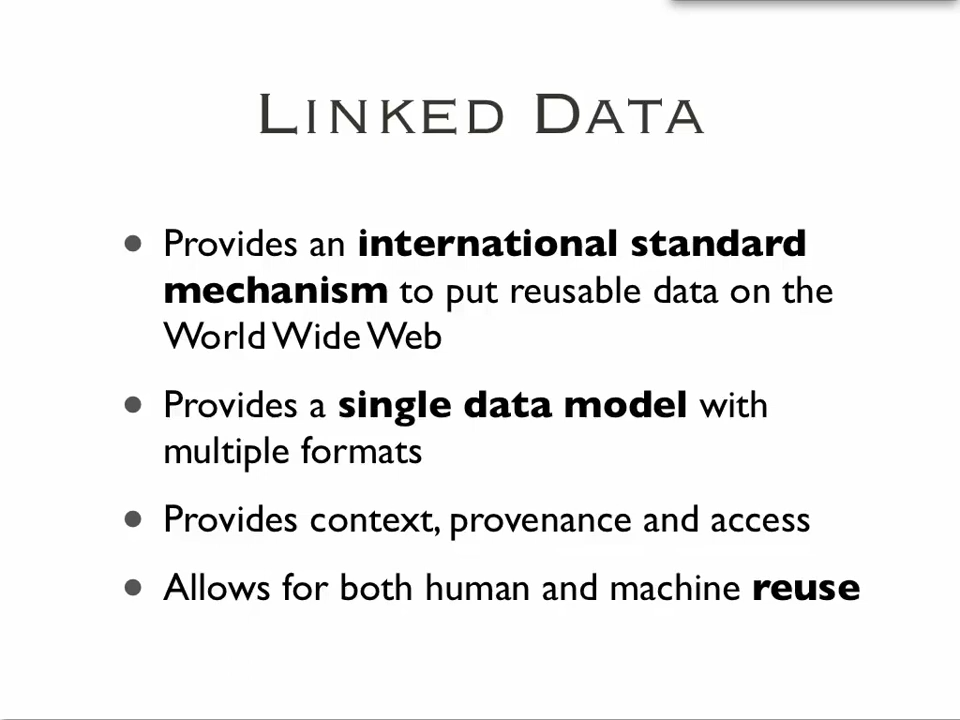 LINKED DATA
• Provides an international standard
mechanism to put reusable data on the
World Wide Web
• Provides a single data model with
multiple formats
• Provides context, provenance and access
• Allows for both human and machine reuse